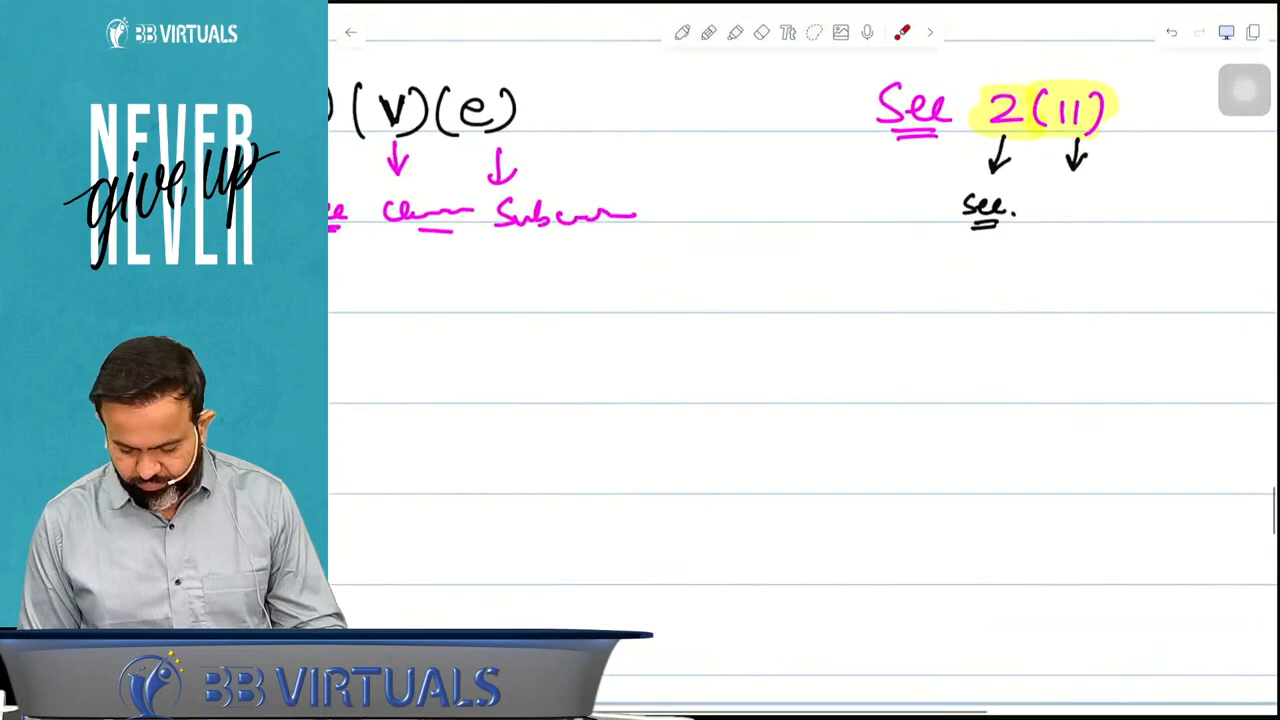 BB VIRTUALS
NEVER
give up
NEVER
) (v)(e)
See 2(11)
See.
BB VIRTUALS